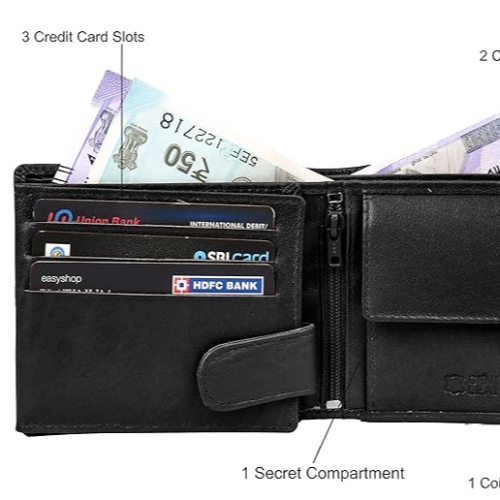 3 Credit Card Slots
2 C
5EF 122718
₹50
Union Bank
INTERNATIONAL DEBIT/
SBI card
easyshop
HDFC BANK
1 Secret Compartment
1 Col